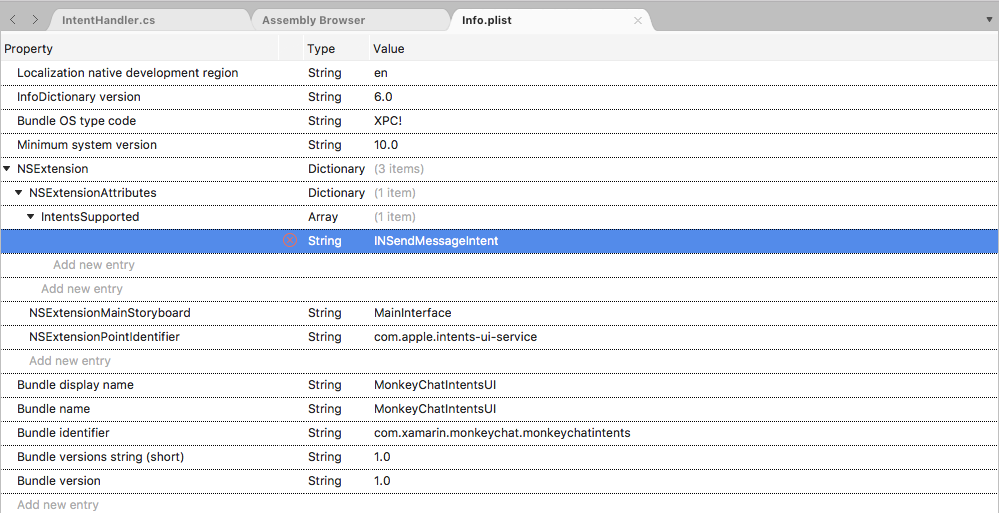 IntentHandler.cs Assembly Browser Info.plist
Property Type Value
Localization native development region String en
InfoDictionary version String 6.0
Bundle OS type code String XPC!
Minimum system version String 10.0
NSExtension Dictionary (3 items)
NSExtensionAttributes Dictionary (1 item)
IntentsSupported Array (1 item)
String INSendMessageIntent
Add new entry
Add new entry
NSExtensionMainStoryboard String MainInterface
NSExtensionPointIdentifier String com.apple.intents-ui-service
Add new entry
Bundle display name String MonkeyChatIntentsUI
Bundle name String MonkeyChatIntentsUI
Bundle identifier String com.xamarin.monkeychat.monkeychatintents
Bundle versions string (short) String 1.0
Bundle version String 1.0
Add new entry